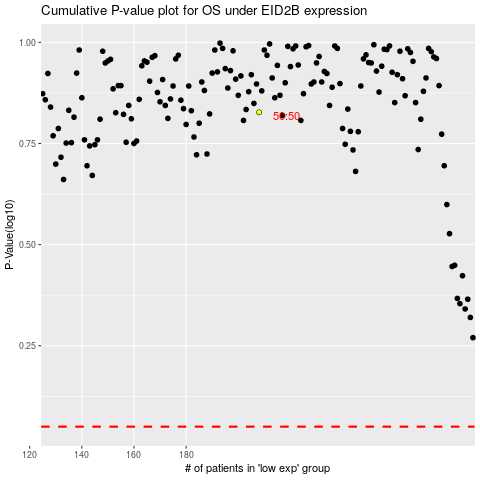 Cumulative P-value plot for OS under EID2B expression
P-Value(log10)
1.00
0.75
0.50
0.25
50:50
120 140 160 180
# of patients in 'low exp' group